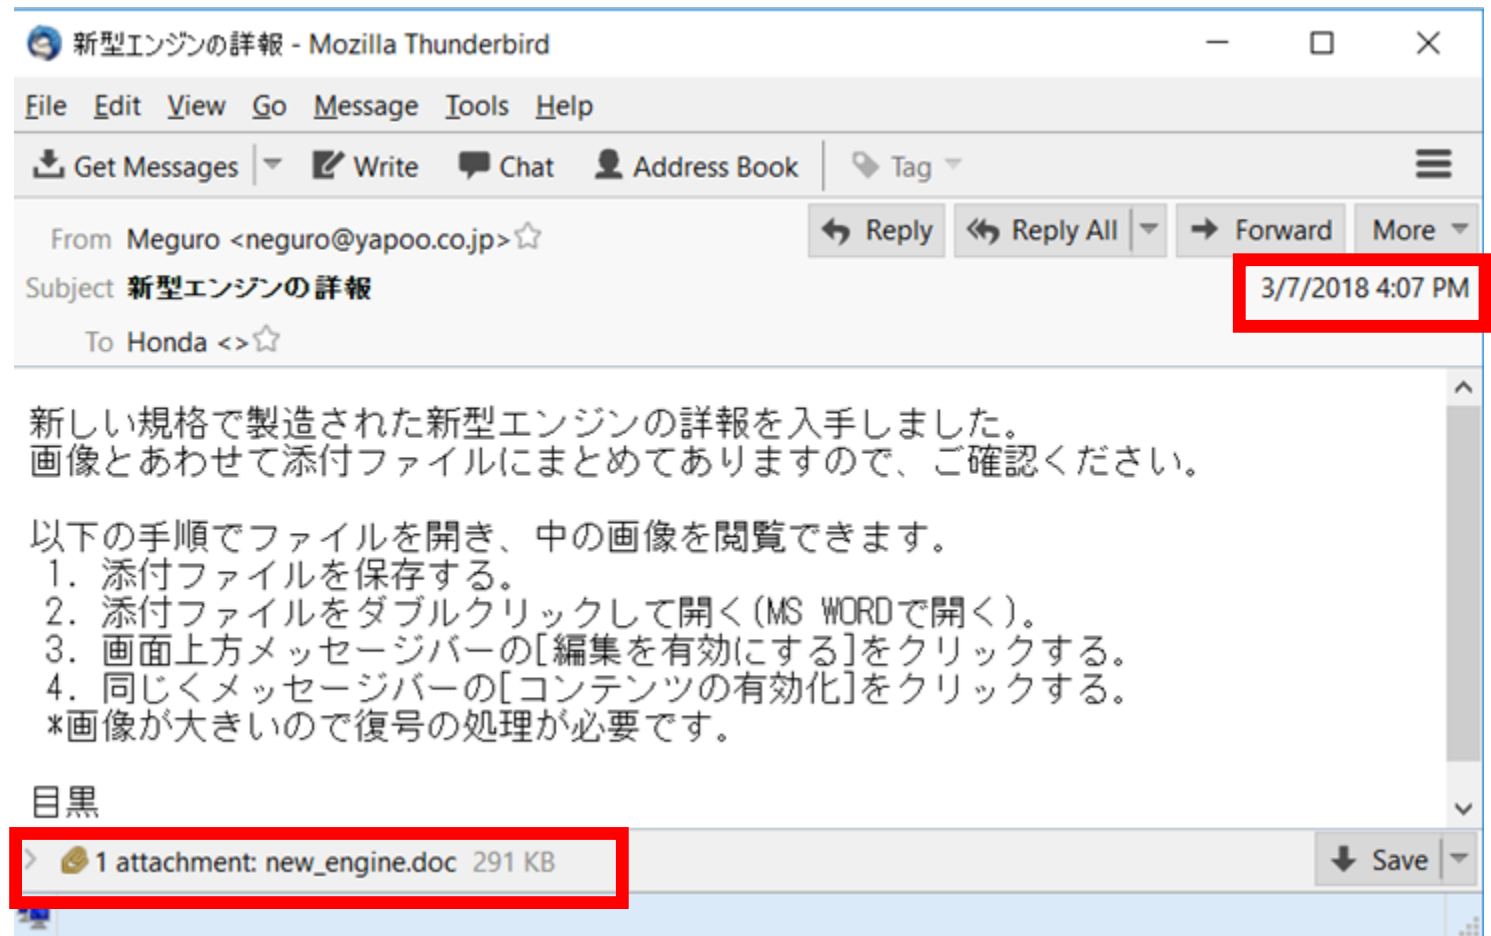 新型エンジンの詳報 - Mozilla Thunderbird
File Edit View Go Message Tools Help
Get Messages Write Chat Address Book Tag
From Meguro <neguro@yapoo.co.jp> Reply Reply All Forward More
Subject 新型エンジンの詳報 3/7/2018 4:07 PM
To Honda <>
新しい規格で製造された新型エンジンの詳報を入手しました。
画像とあわせて添付ファイルにまとめてありますので、ご確認ください。
以下の手順でファイルを開き、中の画像を閲覧できます。
1. 添付ファイルを保存する。
2. 添付ファイルをダブルクリックして開く(MS WORDで開く)。
3. 画面上方メッセージバーの[編集を有効にする]をクリックする。
4. 同じくメッセージバーの[コンテンツの有効化]をクリックする。
*画像が大きいので復号の処理が必要です。
目黒
1 attachment: new_engine.doc 291 KB Save